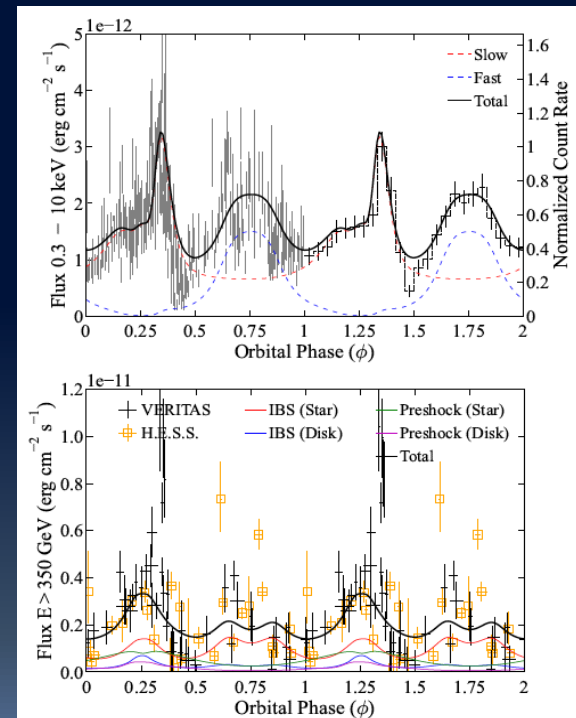 1e−12
5
4
3
2
1
0
Flux 0.3 − 10 keV (erg cm⁻² s⁻¹)
Slow
Fast
Total
1.6
1.4
1.2
1
0.8
0.6
0.4
0.2
0
Normalized Count Rate
0 0.25 0.5 0.75 1 1.25 1.5 1.75 2
Orbital Phase (ϕ)
1e−11
1.2
1.0
0.8
0.6
0.4
0.2
0.0
Flux E > 350 GeV (erg cm⁻² s⁻¹)
VERITAS IBS (Star) Preshock (Star)
H.E.S.S. IBS (Disk) Preshock (Disk)
Total
0 0.25 0.5 0.75 1 1.25 1.5 1.75 2
Orbital Phase (ϕ)